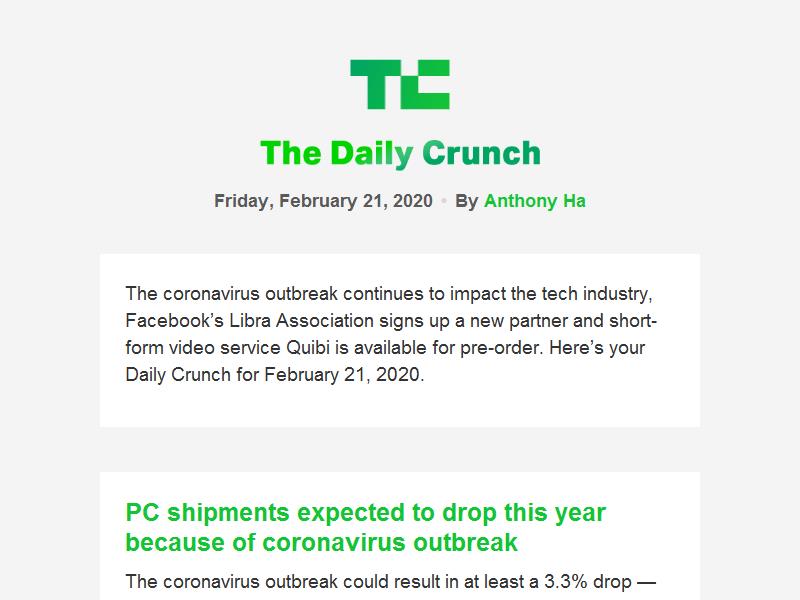 TC
The Daily Crunch
Friday, February 21, 2020 • By Anthony Ha
The coronavirus outbreak continues to impact the tech industry,
Facebook’s Libra Association signs up a new partner and short-
form video service Quibi is available for pre-order. Here’s your
Daily Crunch for February 21, 2020.
PC shipments expected to drop this year
because of coronavirus outbreak
The coronavirus outbreak could result in at least a 3.3% drop —